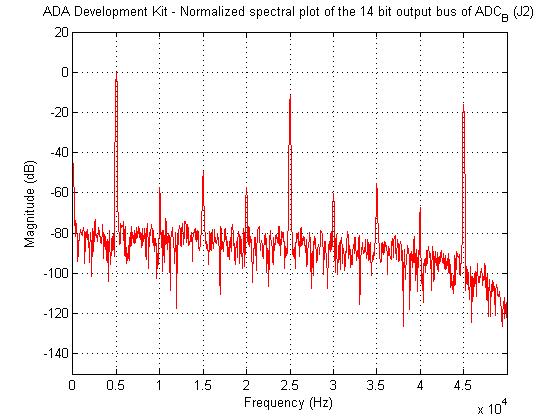 ADA Development Kit - Normalized spectral plot of the 14 bit output bus of ADC_B (J2)
20
0
-20
-40
-60
-80
-100
-120
-140
Magnitude (dB)
0 0.5 1 1.5 2 2.5 3 3.5 4 4.5
Frequency (Hz)
x 10^4